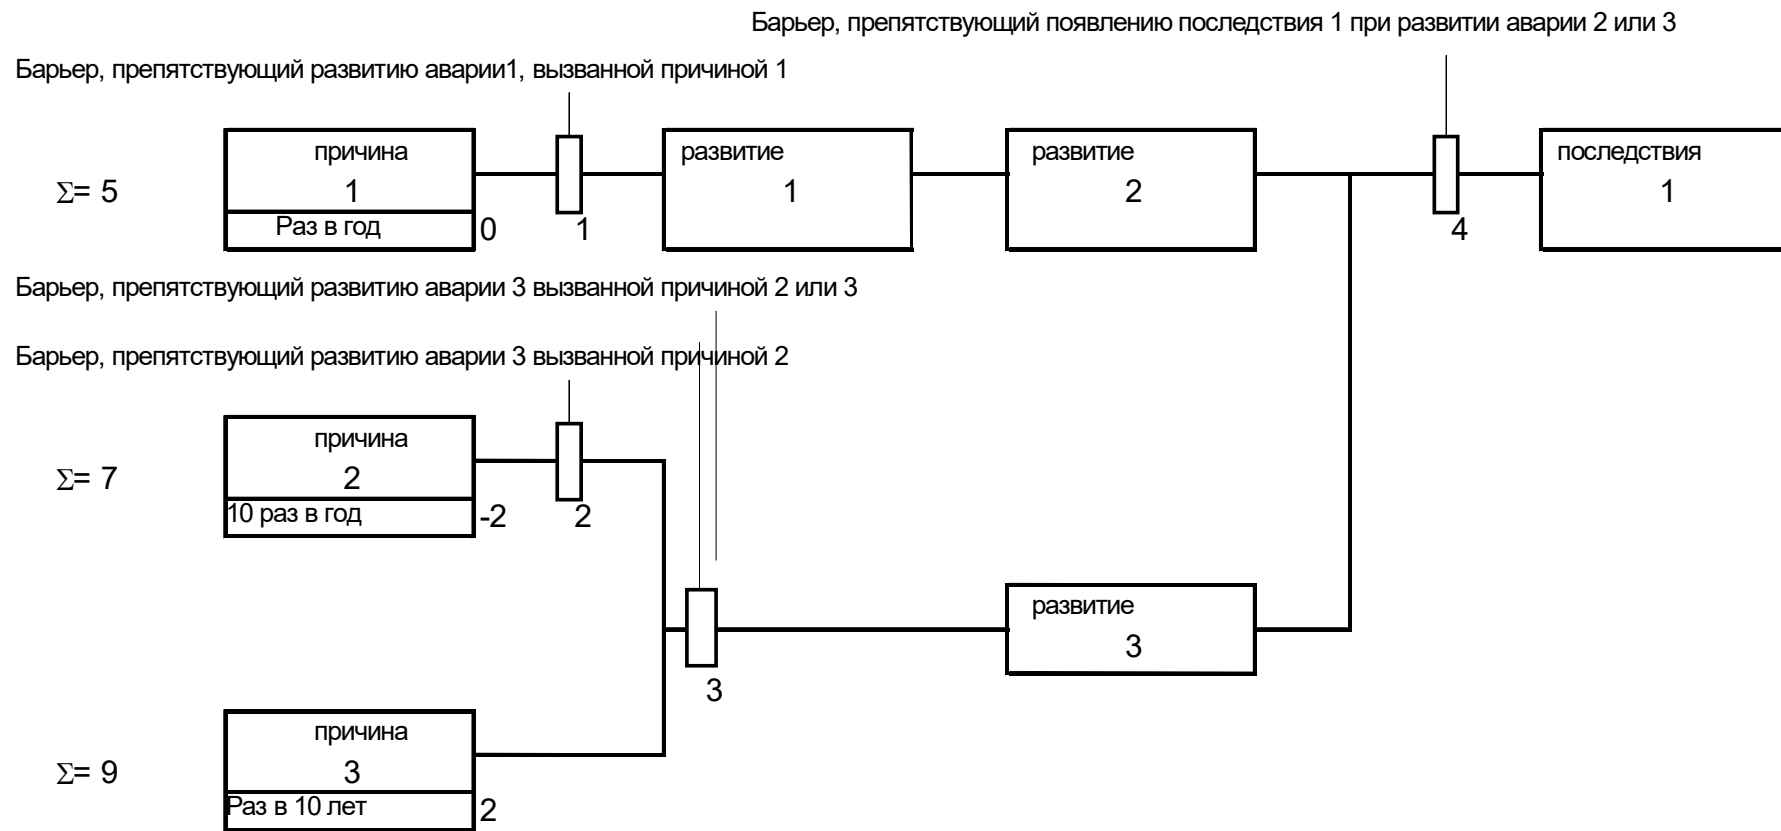 Барьер, препятствующий появлению последствия 1 при развитии аварии 2 или 3
Барьер, препятствующий развитию аварии1, вызванной причиной 1
Σ= 5
причина
1
Раз в год
0
1
развитие
1
развитие
2
4
последствия
1
Барьер, препятствующий развитию аварии 3 вызванной причиной 2 или 3
Барьер, препятствующий развитию аварии 3 вызванной причиной 2
Σ= 7
причина
2
10 раз в год
-2
2
3
развитие
3
Σ= 9
причина
3
Раз в 10 лет
2